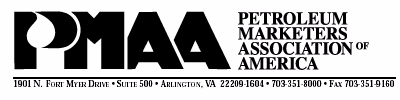 PMAA
PETROLEUM
MARKETERS
ASSOCIATION OF
AMERICA
1901 N. FORT MYER DRIVE • SUITE 500 • ARLINGTON, VA 22209-1604 • 703-351-8000 • FAX 703-351-9160